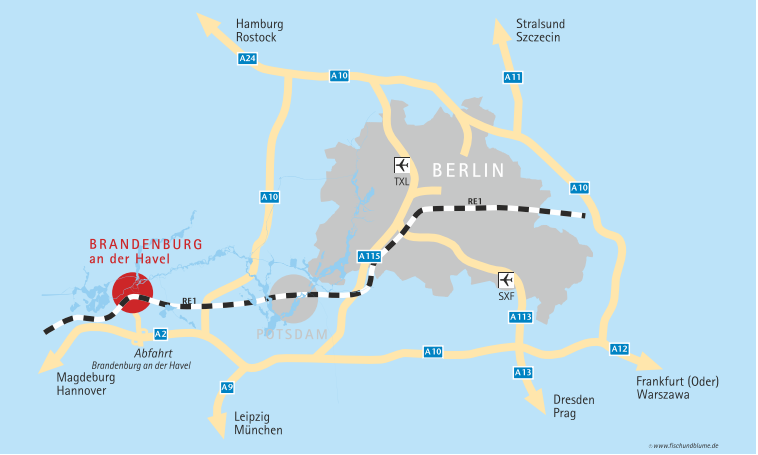 Hamburg
Rostock
Stralsund
Szczecin
A24
A10
A11
TXL
BERLIN
A10
A10
RE1
BRANDENBURG
an der Havel
A115
SXF
RE1
A113
POTSDAM
A2
Abfahrt
Brandenburg an der Havel
A10
A12
Magdeburg
Hannover
A9
A13
Frankfurt (Oder)
Warszawa
Leipzig
München
Dresden
Prag
© www.fischundblume.de